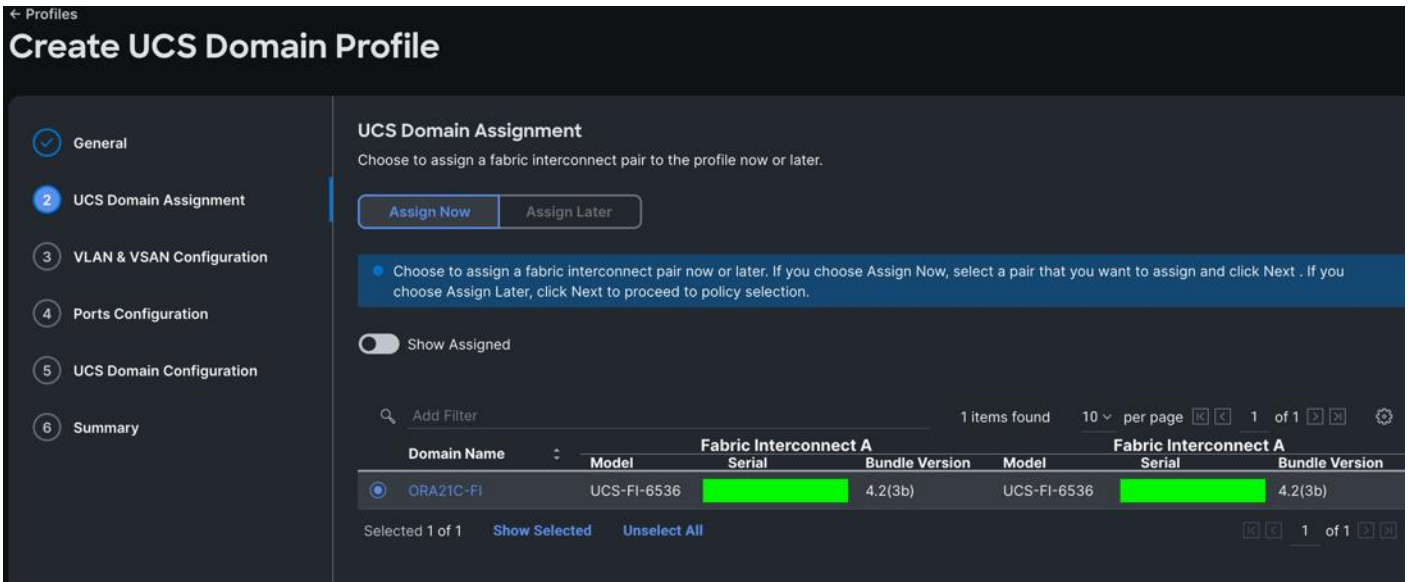 ← Profiles
Create UCS Domain Profile
General
2 UCS Domain Assignment
3 VLAN & VSAN Configuration
4 Ports Configuration
5 UCS Domain Configuration
6 Summary
UCS Domain Assignment
Choose to assign a fabric interconnect pair to the profile now or later.
Assign Now Assign Later
Choose to assign a fabric interconnect pair now or later. If you choose Assign Now, select a pair that you want to assign and click Next . If you
choose Assign Later, click Next to proceed to policy selection.
Show Assigned
Add Filter 1 items found 10 per page 1 of 1
Fabric Interconnect A Fabric Interconnect A
Domain Name Model Serial Bundle Version Model Serial Bundle Version
ORA21C-FI UCS-FI-6536 4.2(3b) UCS-FI-6536 4.2(3b)
Selected 1 of 1 Show Selected Unselect All 1 of 1